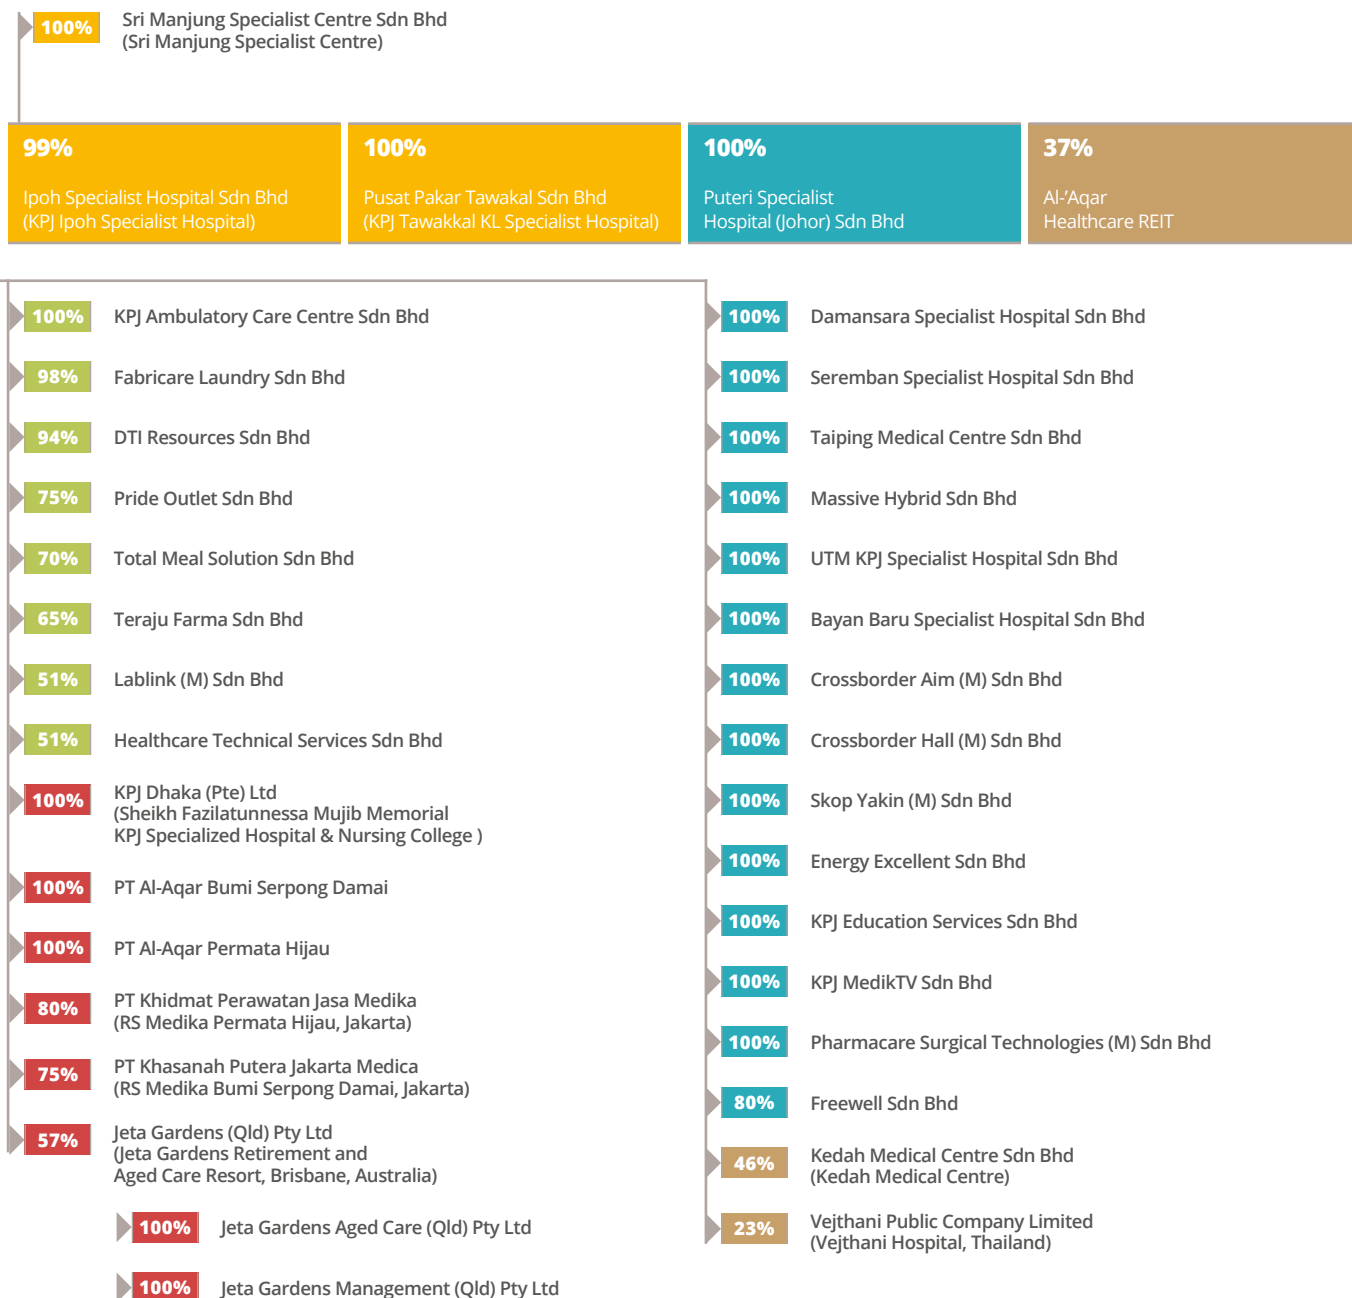 100%
Sri Manjung Specialist Centre Sdn Bhd
(Sri Manjung Specialist Centre)
99%
Ipoh Specialist Hospital Sdn Bhd
(KPJ Ipoh Specialist Hospital)
100%
Pusat Pakar Tawakal Sdn Bhd
(KPJ Tawakkal KL Specialist Hospital)
100%
Puteri Specialist
Hospital (Johor) Sdn Bhd
37%
Al-'Aqar
Healthcare REIT
100% KPJ Ambulatory Care Centre Sdn Bhd
98% Fabricare Laundry Sdn Bhd
94% DTI Resources Sdn Bhd
75% Pride Outlet Sdn Bhd
70% Total Meal Solution Sdn Bhd
65% Teraju Farma Sdn Bhd
51% Lablink (M) Sdn Bhd
51% Healthcare Technical Services Sdn Bhd
100% KPJ Dhaka (Pte) Ltd
(Sheikh Fazilatunnessa Mujib Memorial
KPJ Specialized Hospital & Nursing College )
100% PT Al-Aqar Bumi Serpong Damai
100% PT Al-Aqar Permata Hijau
80% PT Khidmat Perawatan Jasa Medika
(RS Medika Permata Hijau, Jakarta)
75% PT Khasanah Putera Jakarta Medica
(RS Medika Bumi Serpong Damai, Jakarta)
57% Jeta Gardens (Qld) Pty Ltd
(Jeta Gardens Retirement and
Aged Care Resort, Brisbane, Australia)
100% Jeta Gardens Aged Care (Qld) Pty Ltd
100% Jeta Gardens Management (Qld) Pty Ltd
100% Damansara Specialist Hospital Sdn Bhd
100% Seremban Specialist Hospital Sdn Bhd
100% Taiping Medical Centre Sdn Bhd
100% Massive Hybrid Sdn Bhd
100% UTM KPJ Specialist Hospital Sdn Bhd
100% Bayan Baru Specialist Hospital Sdn Bhd
100% Crossborder Aim (M) Sdn Bhd
100% Crossborder Hall (M) Sdn Bhd
100% Skop Yakin (M) Sdn Bhd
100% Energy Excellent Sdn Bhd
100% KPJ Education Services Sdn Bhd
100% KPJ MedikTV Sdn Bhd
100% Pharmacare Surgical Technologies (M) Sdn Bhd
80% Freewell Sdn Bhd
46% Kedah Medical Centre Sdn Bhd
(Kedah Medical Centre)
23% Vejthani Public Company Limited
(Vejthani Hospital, Thailand)